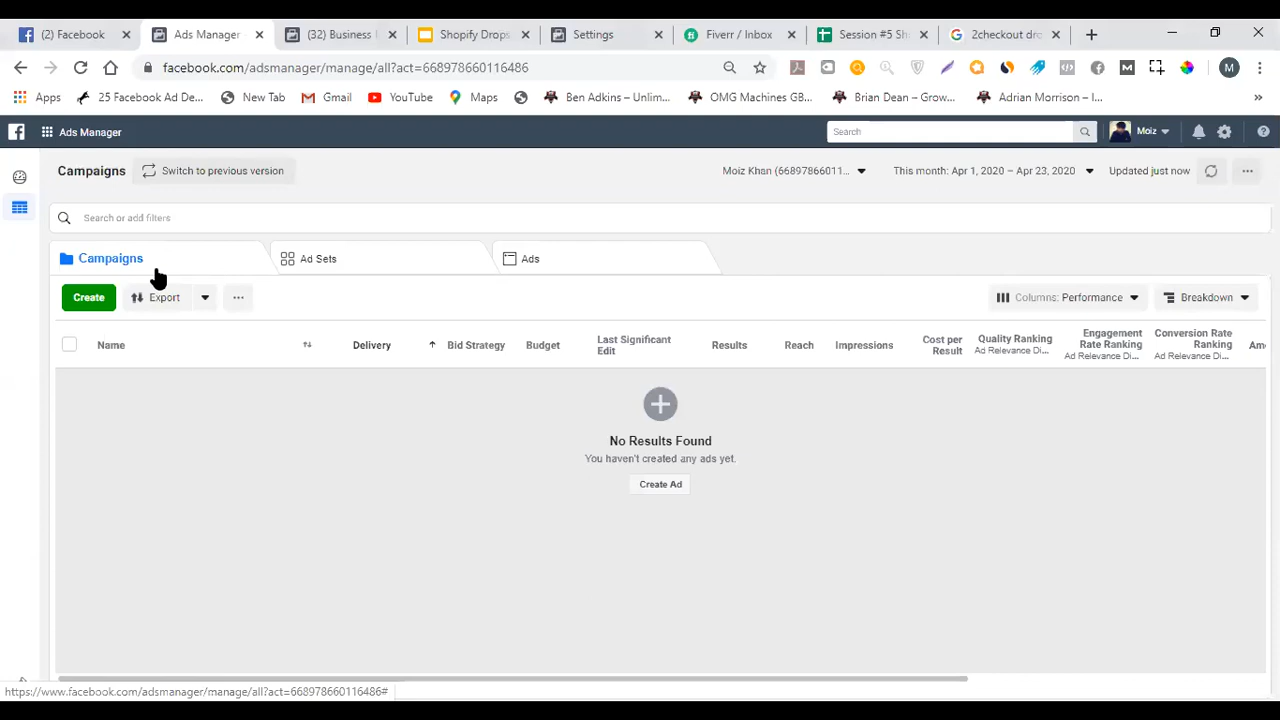 (2) Facebook
Ads Manager
(32) Business
Shopify Drops
Settings
Fiverr / Inbox
Session #5 Sh
2checkout dro
facebook.com/adsmanager/manage/all?act=668978660116486
M
Apps
25 Facebook Ad De...
New Tab
Gmail
YouTube
Maps
Ben Adkins – Unlim...
OMG Machines GB...
Brian Dean – Grow...
Adrian Morrison – I...
»
Ads Manager
Search
Moiz
Campaigns
Switch to previous version
Moiz Khan (66897866011...
This month: Apr 1, 2020 – Apr 23, 2020
Updated just now
Search or add filters
Campaigns
Ad Sets
Ads
Create
Export
Columns: Performance
Breakdown
Name
Delivery
Bid Strategy
Budget
Last Significant
Edit
Results
Reach
Impressions
Cost per
Result
Quality Ranking
Ad Relevance Di...
Engagement
Rate Ranking
Ad Relevance Di...
Conversion Rate
Ranking
Ad Relevance Di...
No Results Found
You haven't created any ads yet.
Create Ad
https://www.facebook.com/adsmanager/manage/all?act=668978660116486#